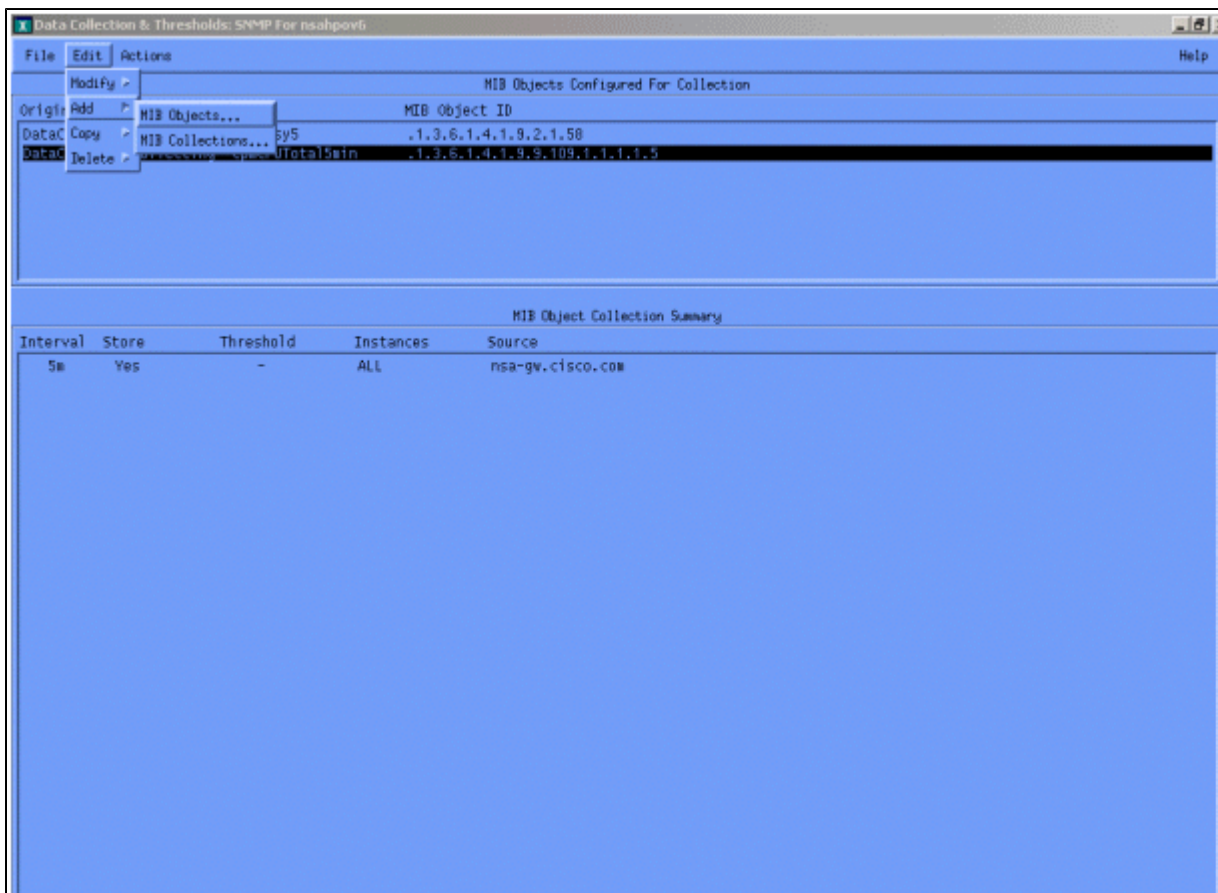 Data Collection & Thresholds: SNMP For nsahpov6
File Edit Actions Help
Modify
MIB Objects Configured For Collection
Add
MIB Objects...
MIB Object ID
Copy
MIB Collections...
sy5 .1.3.6.1.4.1.9.2.1.58
Delete
Total5min .1.3.6.1.4.1.9.9.109.1.1.1.1.5
MIB Object Collection Summary
Interval Store Threshold Instances Source
5m Yes - ALL nsa-gw.cisco.com